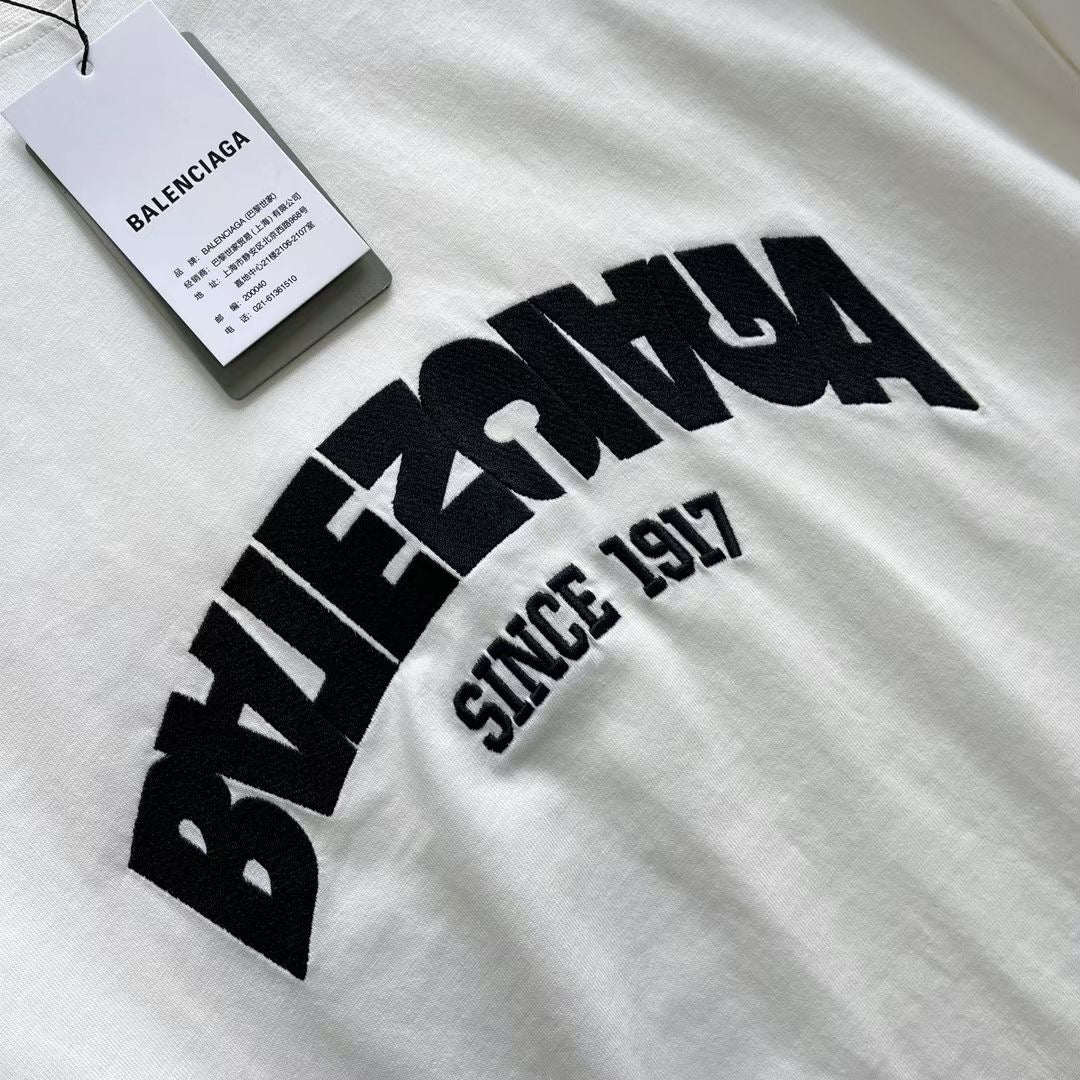 BALENCIAGA
品 牌：BALENCIAGA (巴黎世家)
经销商：巴黎世家贸易(上海)有限公司
地 址：上海市静安区北京西路968号
嘉地中心21楼2106-2107室
邮 编：200040
电 话：021-61361510
BALENCIAGA
SINCE 1917